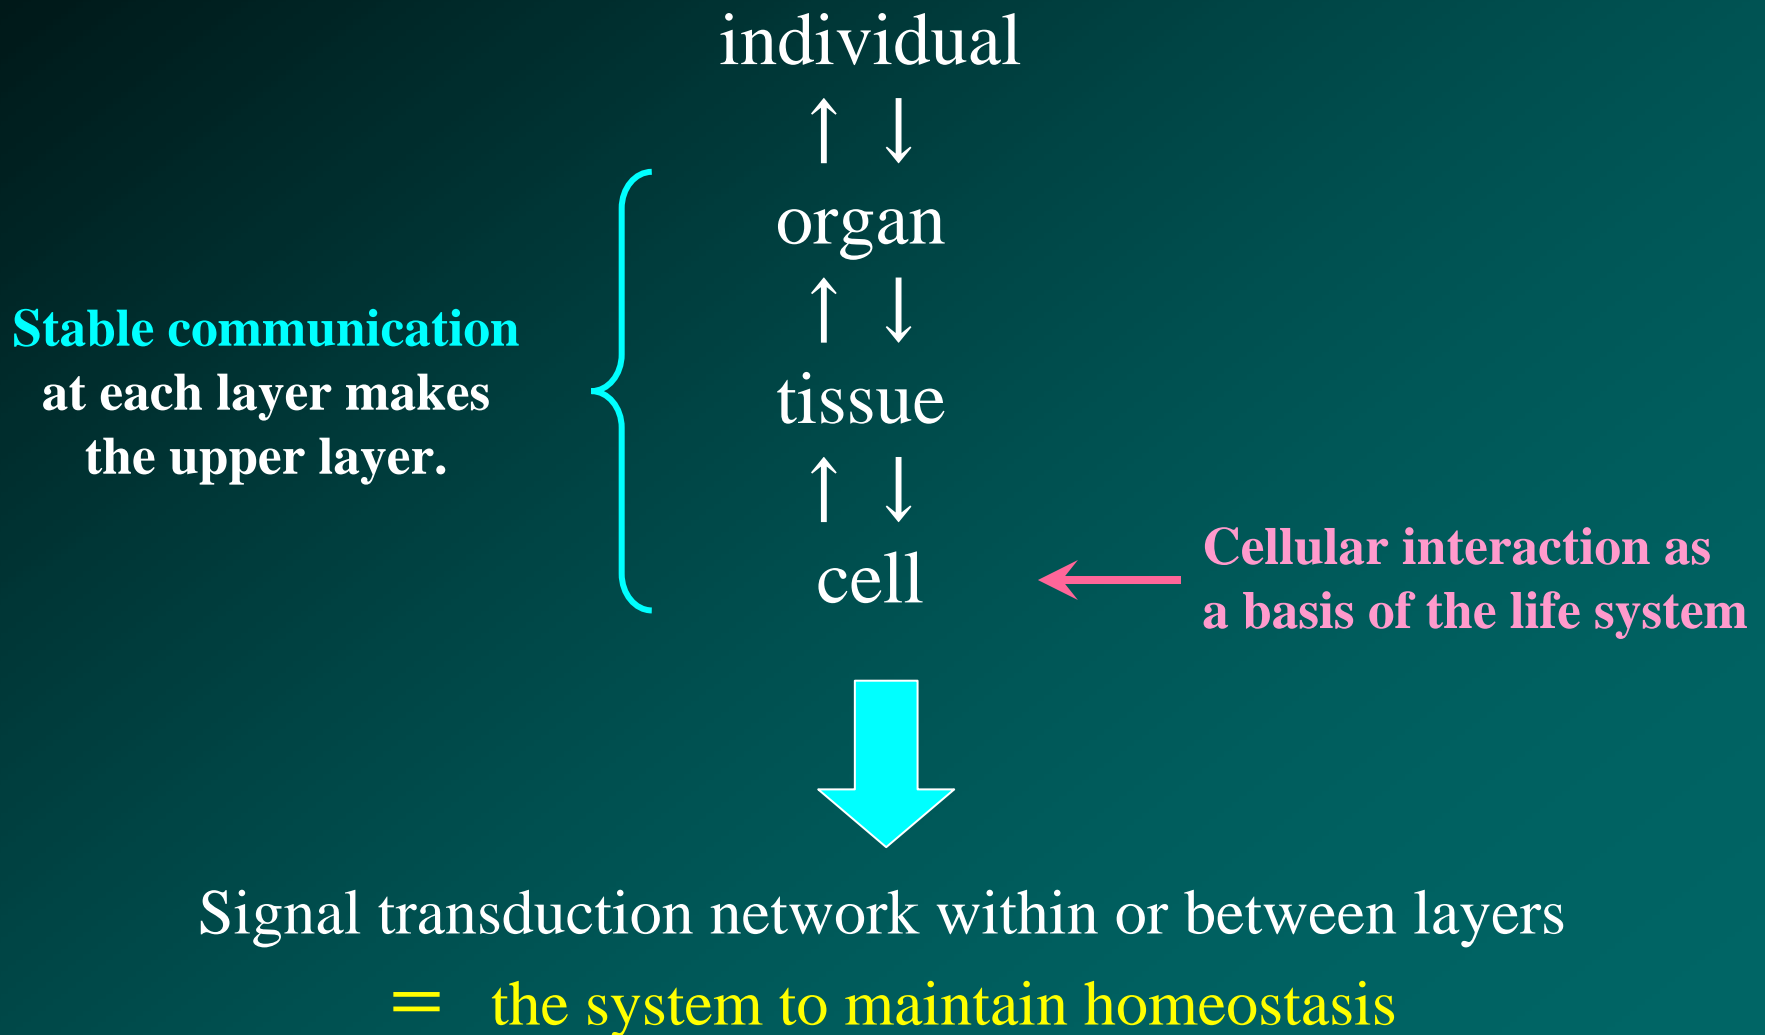 individual
↑ ↓
organ
↑ ↓
Stable communication
at each layer makes
the upper layer.
tissue
↑ ↓
cell
Cellular interaction as
a basis of the life system
Signal transduction network within or between layers
= the system to maintain homeostasis